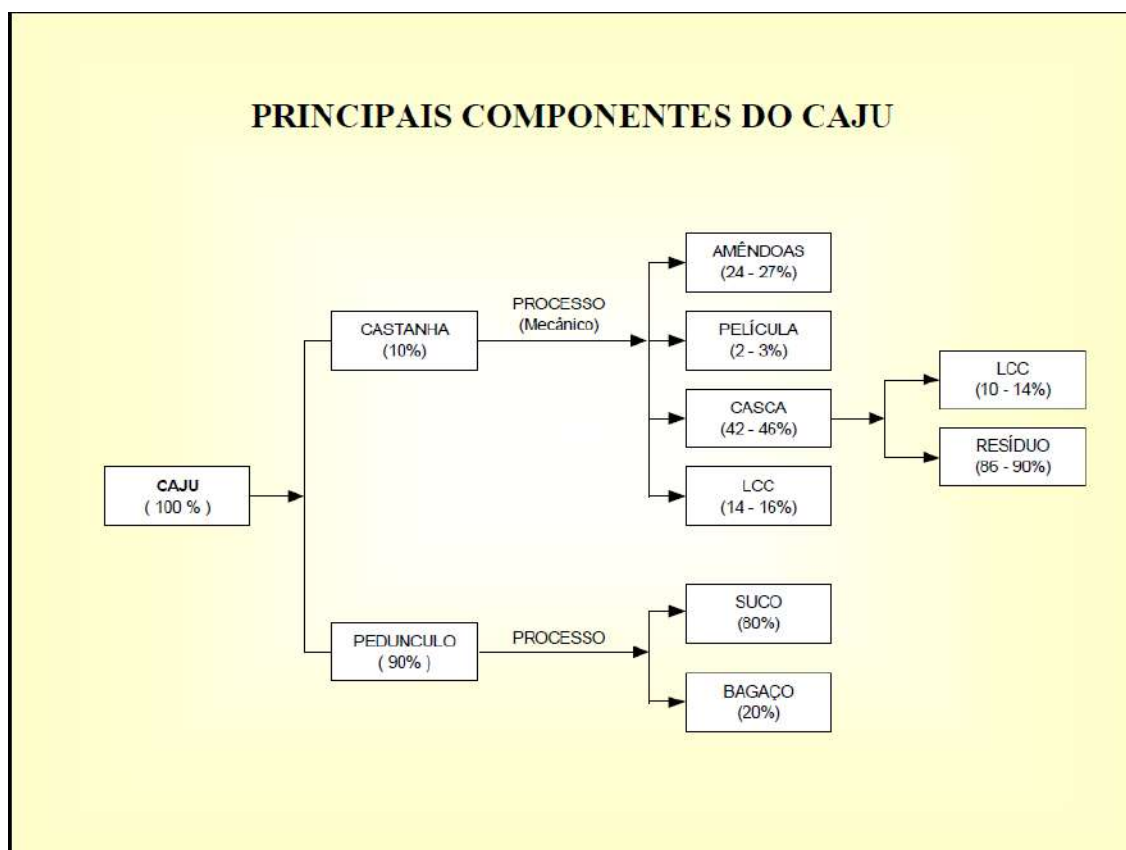 PRINCIPAIS COMPONENTES DO CAJU
CAJU
( 100 % )
CASTANHA
(10%)
PROCESSO
(Mecânico)
AMÊNDOAS
(24 - 27%)
PELÍCULA
(2 - 3%)
CASCA
(42 - 46%)
LCC
(14 - 16%)
LCC
(10 - 14%)
RESÍDUO
(86 - 90%)
PEDUNCULO
( 90% )
PROCESSO
SUCO
(80%)
BAGAÇO
(20%)